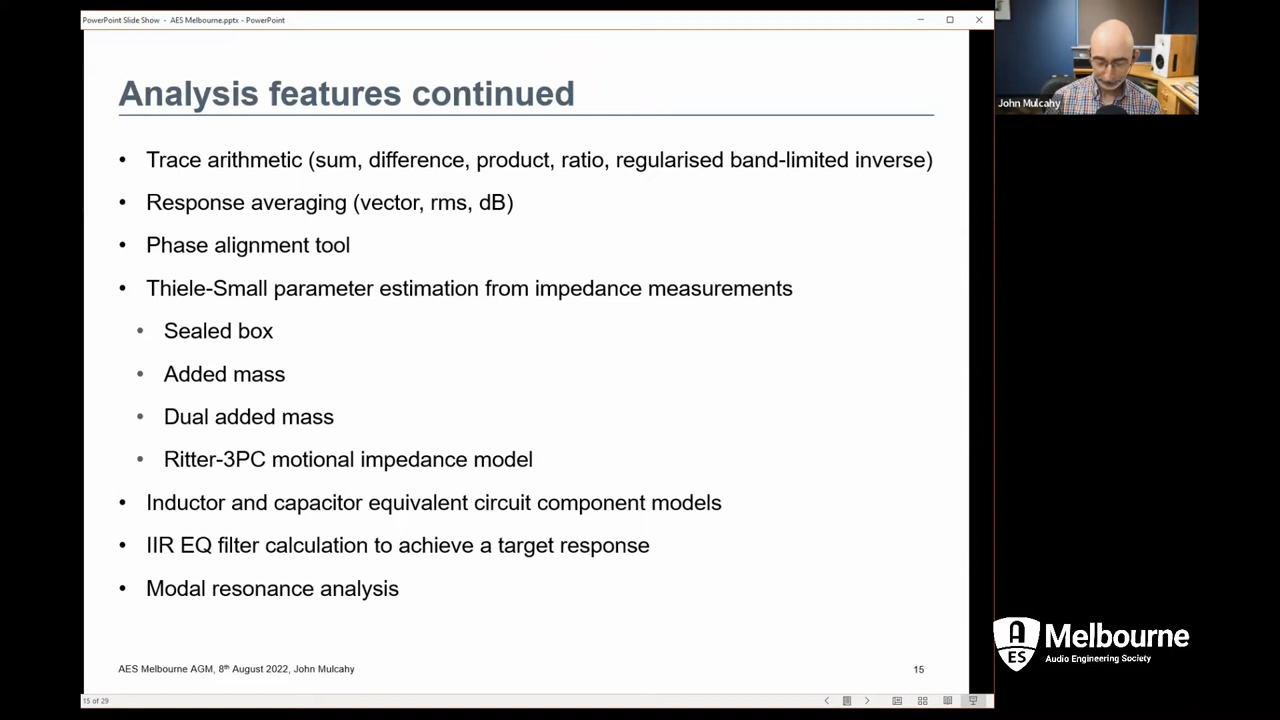 PowerPoint Slide Show - AES Melbourne.pptx - PowerPoint
Analysis features continued
• Trace arithmetic (sum, difference, product, ratio, regularised band-limited inverse)
• Response averaging (vector, rms, dB)
• Phase alignment tool
• Thiele-Small parameter estimation from impedance measurements
• Sealed box
• Added mass
• Dual added mass
• Ritter-3PC motional impedance model
• Inductor and capacitor equivalent circuit component models
• IIR EQ filter calculation to achieve a target response
• Modal resonance analysis
AES Melbourne AGM, 8th August 2022, John Mulcahy
15
15 of 29
John Mulcahy
AES
Melbourne
Audio Engineering Society